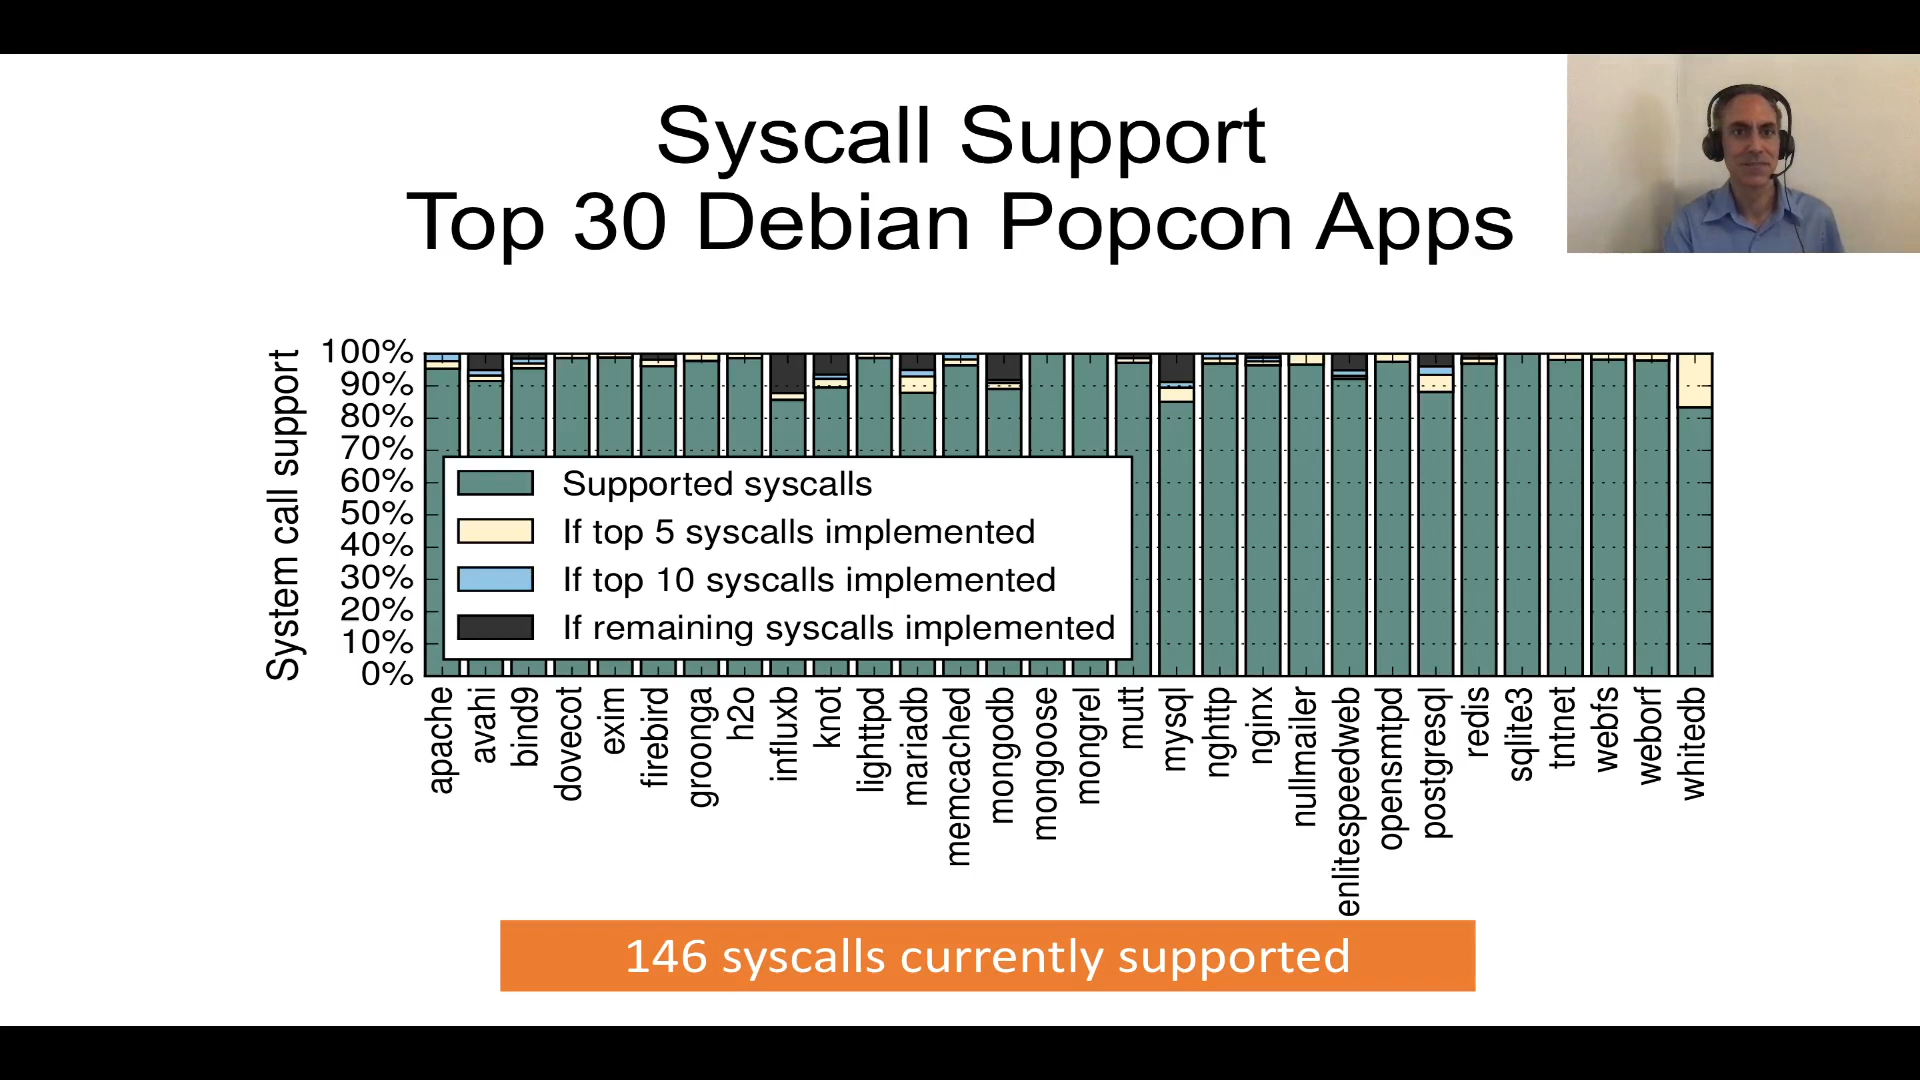 Syscall Support
Top 30 Debian Popcon Apps
System call support
100%
90%
80%
70%
60%
50%
40%
30%
20%
10%
0%
Supported syscalls
If top 5 syscalls implemented
If top 10 syscalls implemented
If remaining syscalls implemented
apache
avahi
bind9
dovecot
exim
firebird
groonga
h2o
influxb
knot
lighttpd
mariadb
memcached
mongodb
mongoose
mongrel
mutt
mysql
nghttp
nginx
nullmailer
enlitespeedweb
opensmtpd
postgresql
redis
sqlite3
tntnet
webfs
weborf
whitedb
146 syscalls currently supported